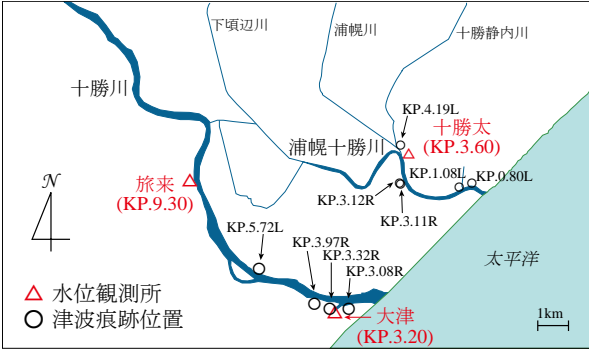 下頃辺川
浦幌川
十勝静内川
十勝川
KP.4.19L
十勝太
(KP.3.60)
浦幌十勝川
KP.1.08L
KP.0.80L
旅来
(KP.9.30)
KP.3.12R
KP.3.11R
N
KP.5.72L
KP.3.97R
KP.3.32R
KP.3.08R
太平洋
水位観測所
津波痕跡位置
大津
(KP.3.20)
1km